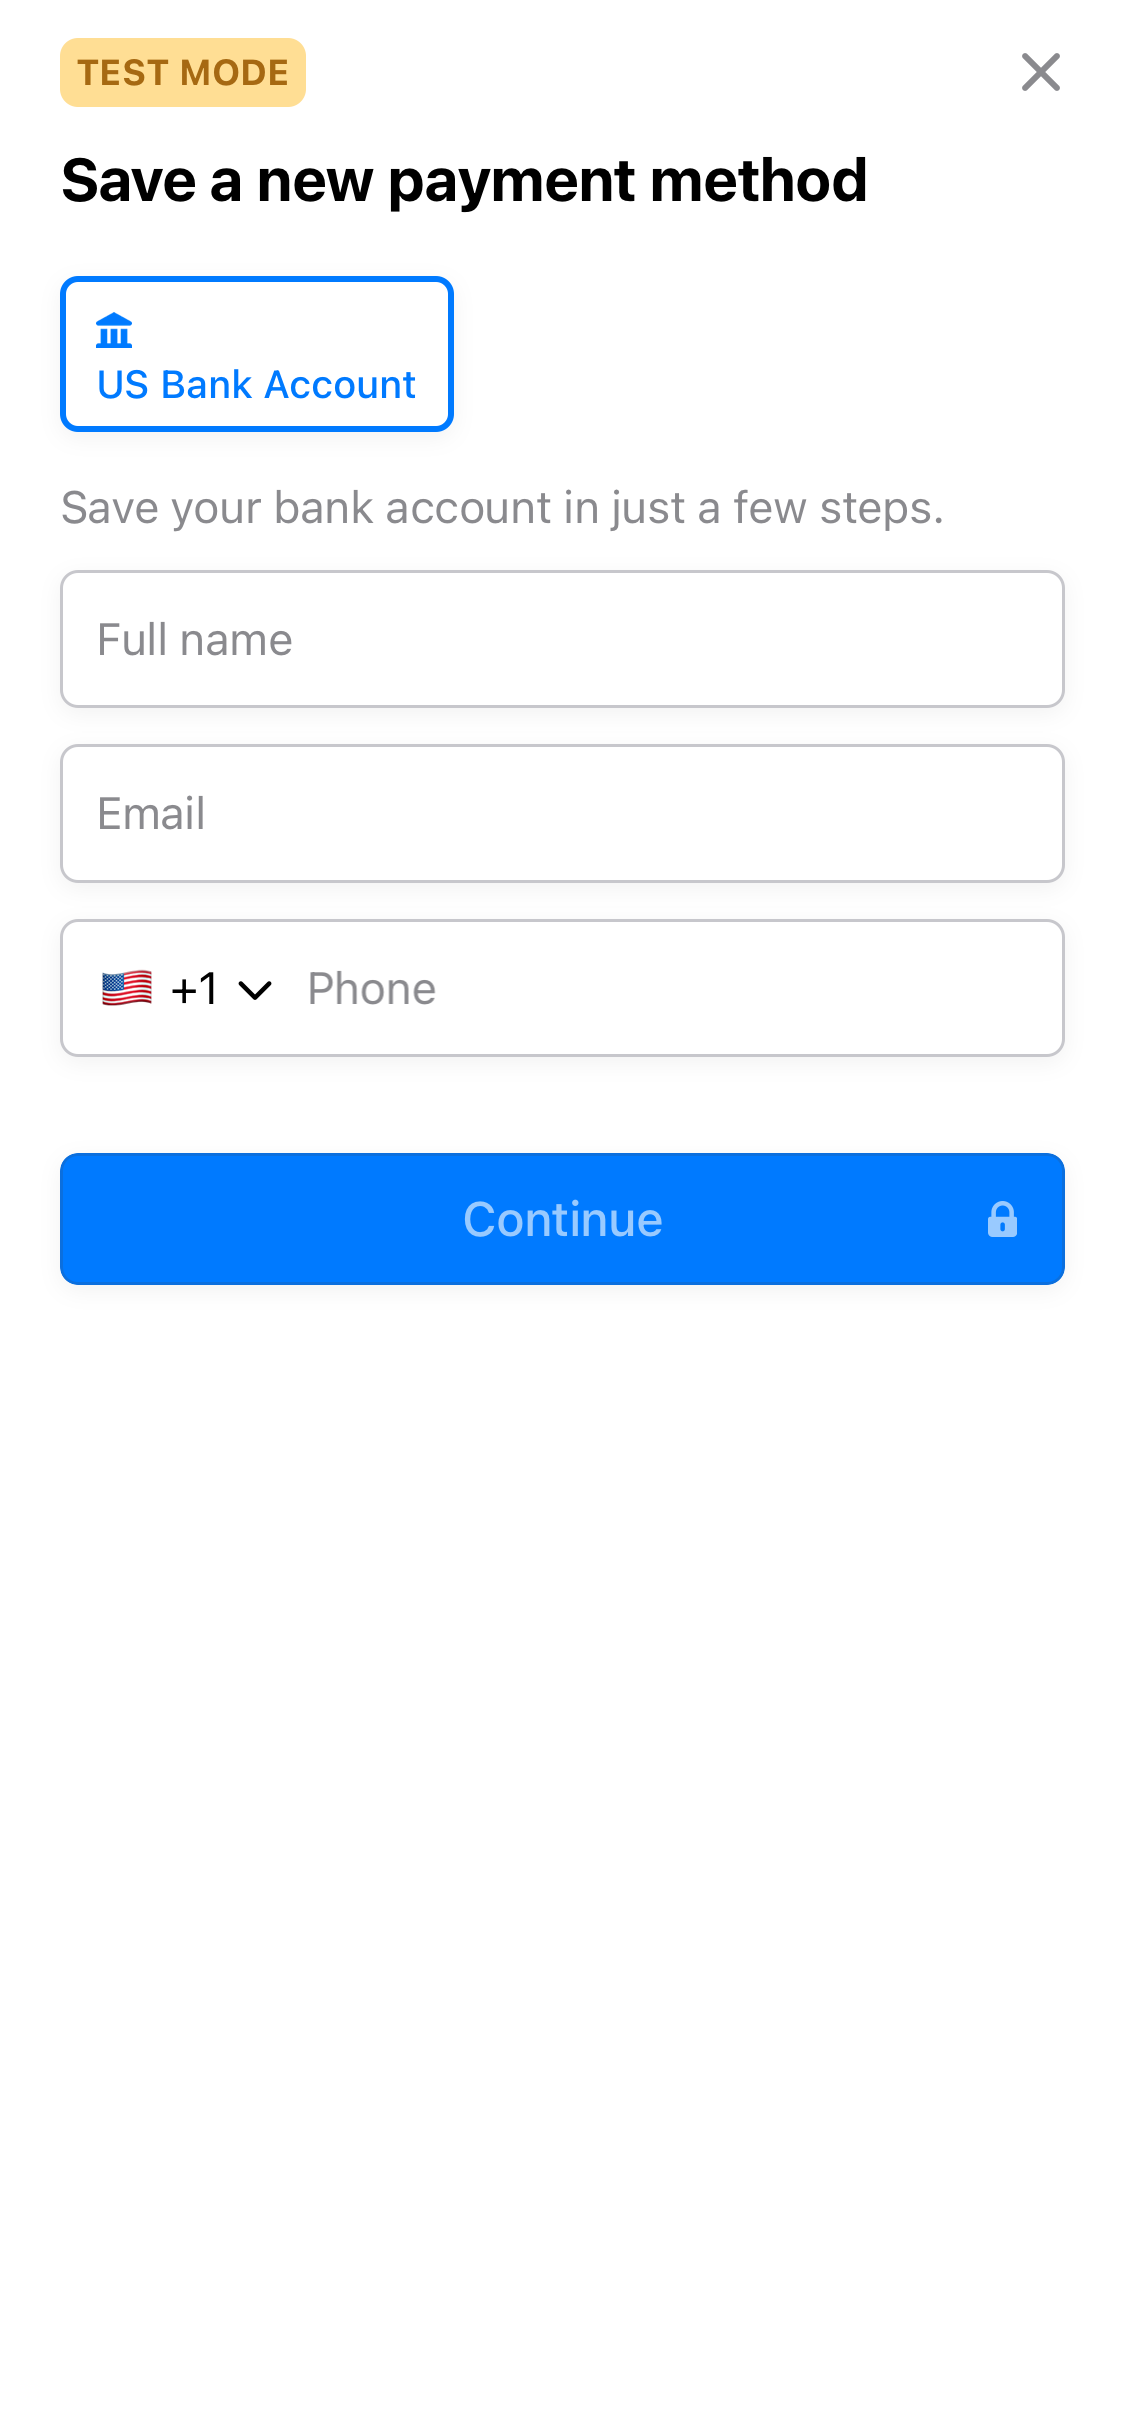 TEST MODE
Save a new payment method
US Bank Account
Save your bank account in just a few steps.
Full name
Email
+1 Phone
Continue